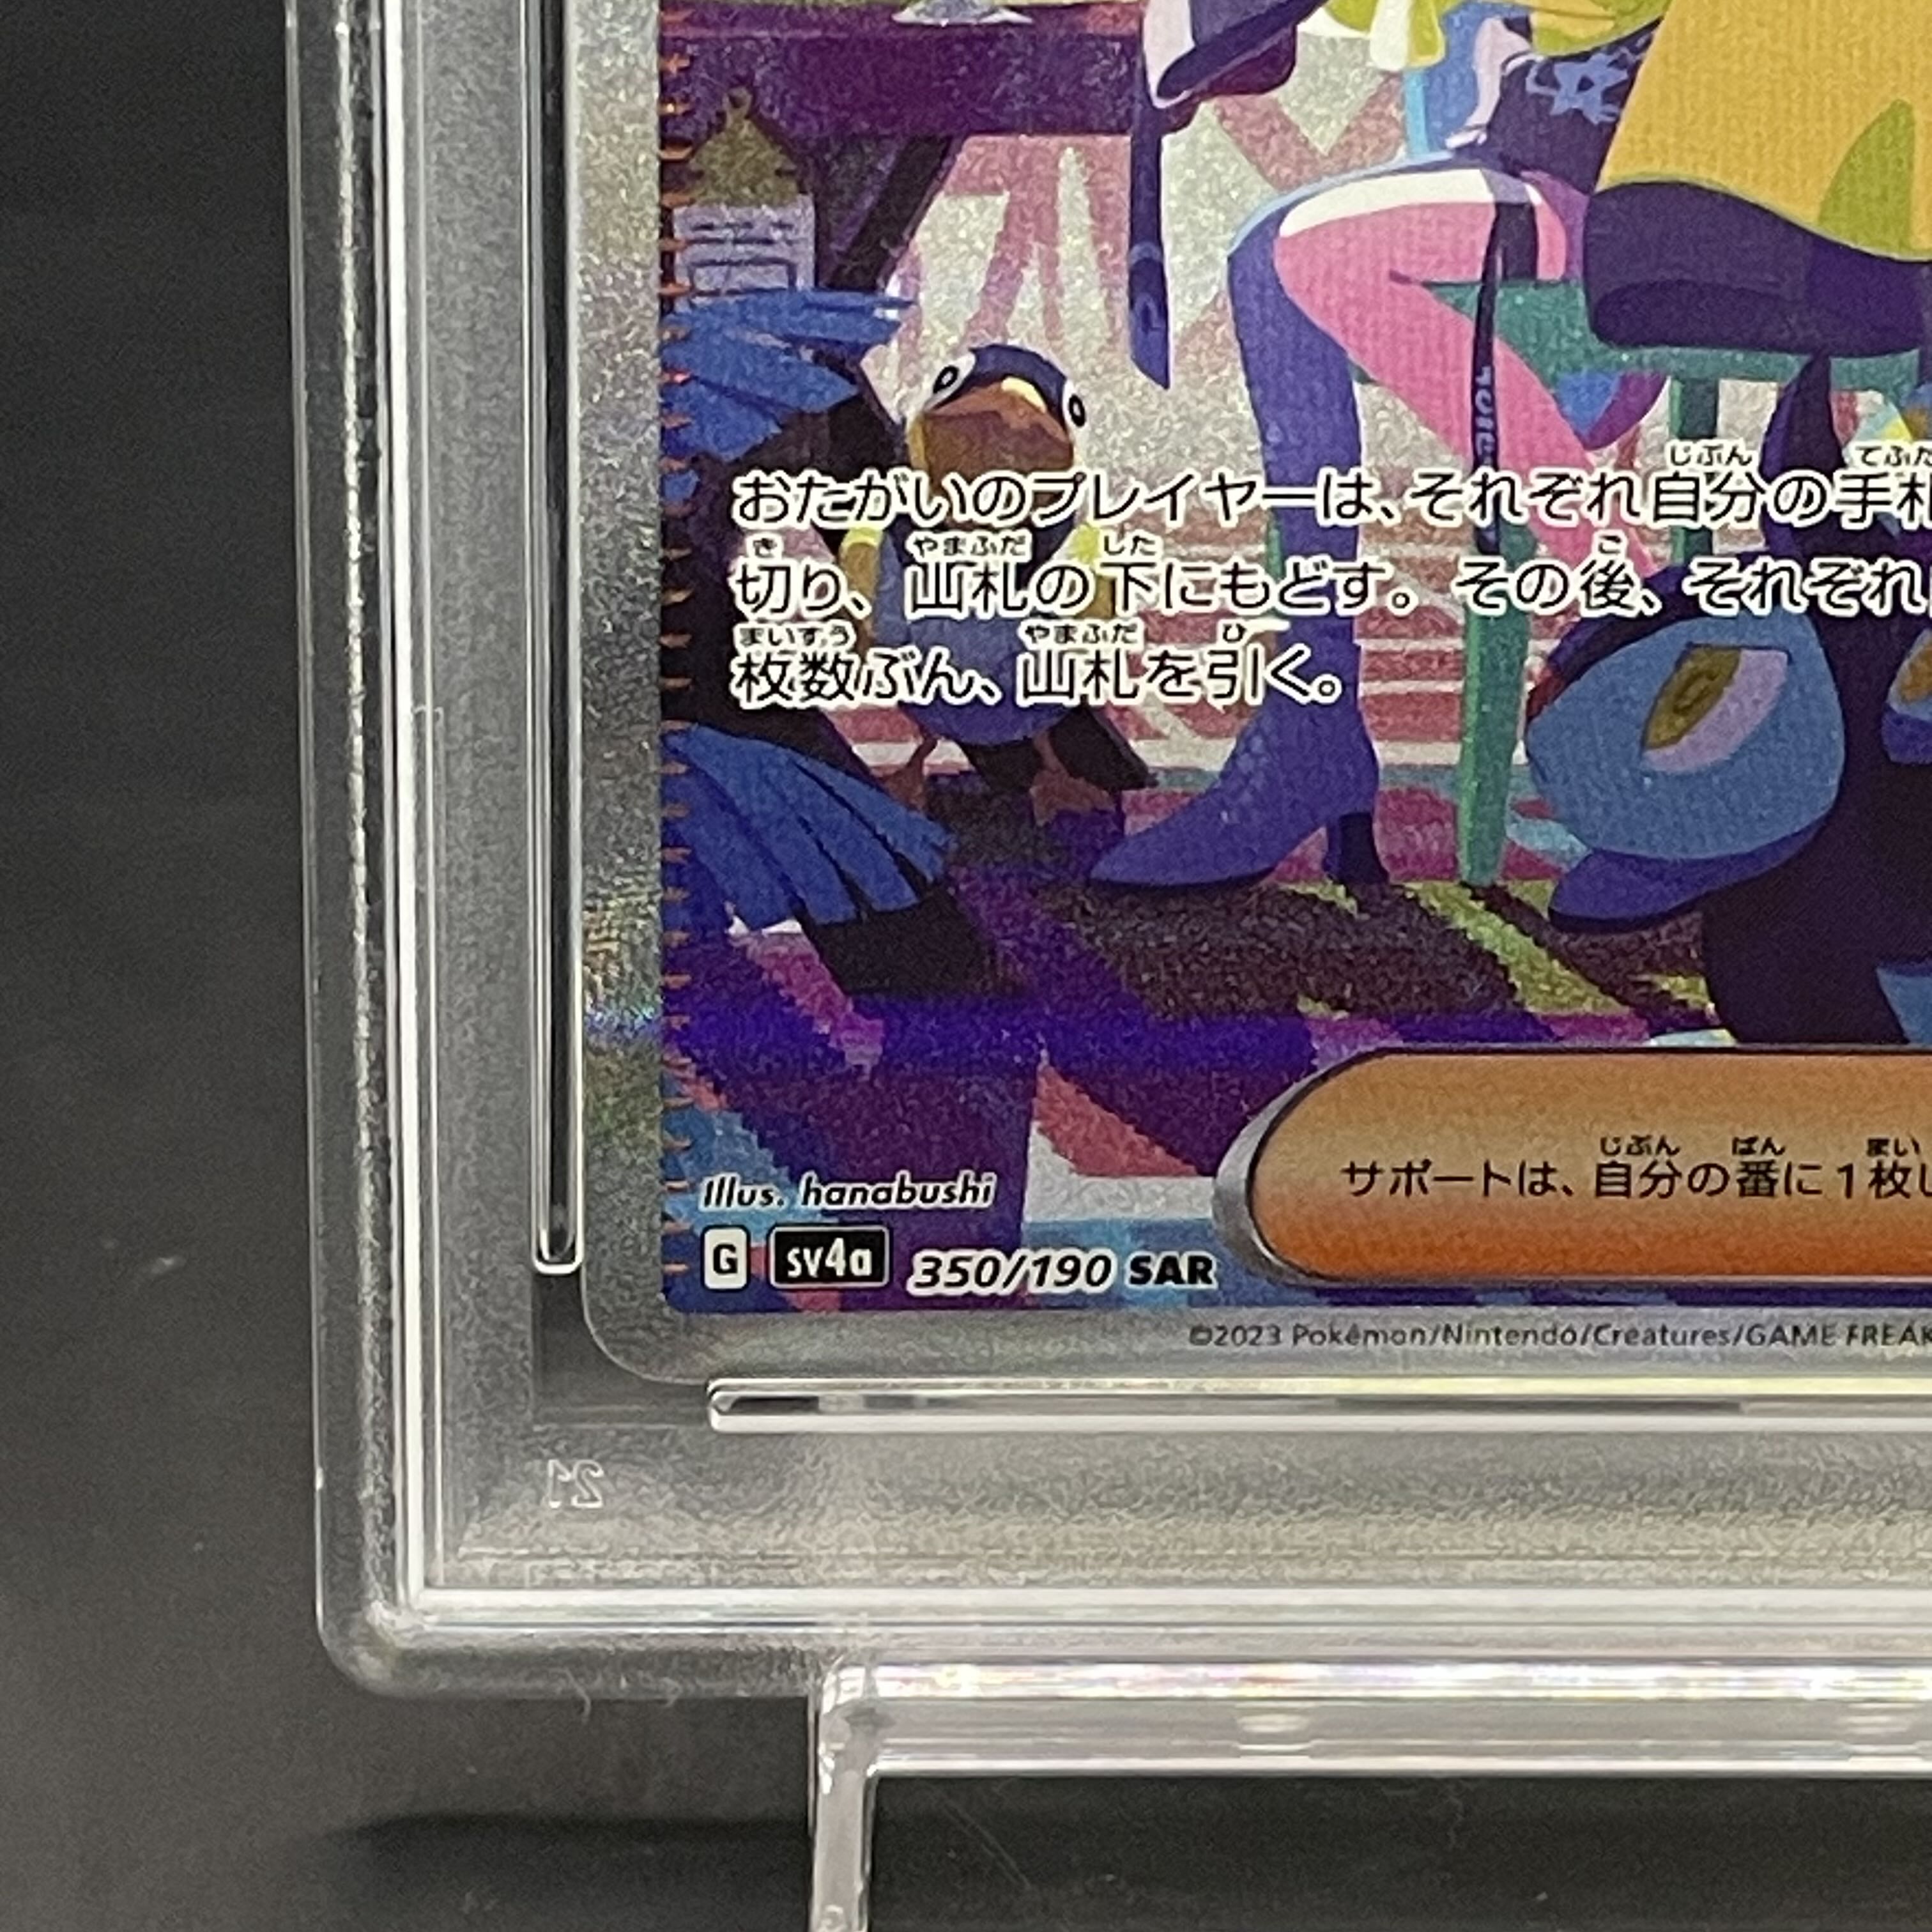 おたがいのプレイヤーは、それぞれ自分の手札
切り、山札の下にもどす。その後、それぞれ
枚数ぶん、山札を引く。
サポートは、自分の番に1枚し
Illus. hanabushi
G sv4a 350/190 SAR
©2023 Pokémon/Nintendo/Creatures/GAME FREAK
21